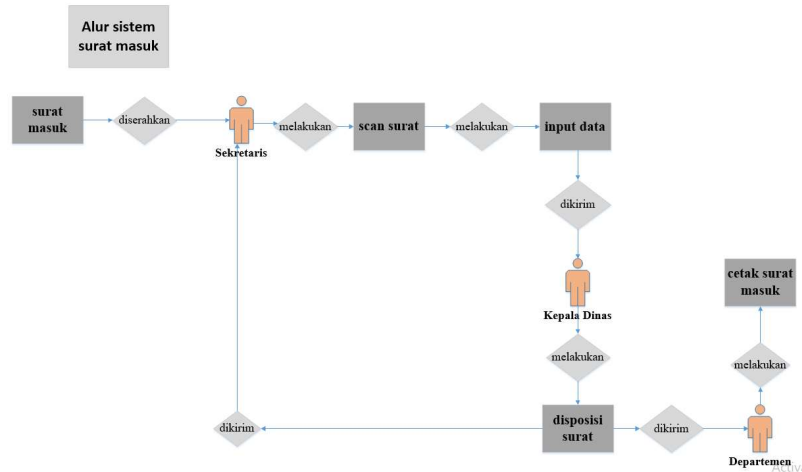 Alur sistem
surat masuk
surat
masuk
diserahkan
Sekretaris
melakukan
scan surat
melakukan
input data
dikirim
Kepala Dinas
melakukan
disposisi
surat
dikirim
dikirim
Departemen
melakukan
cetak surat
masuk